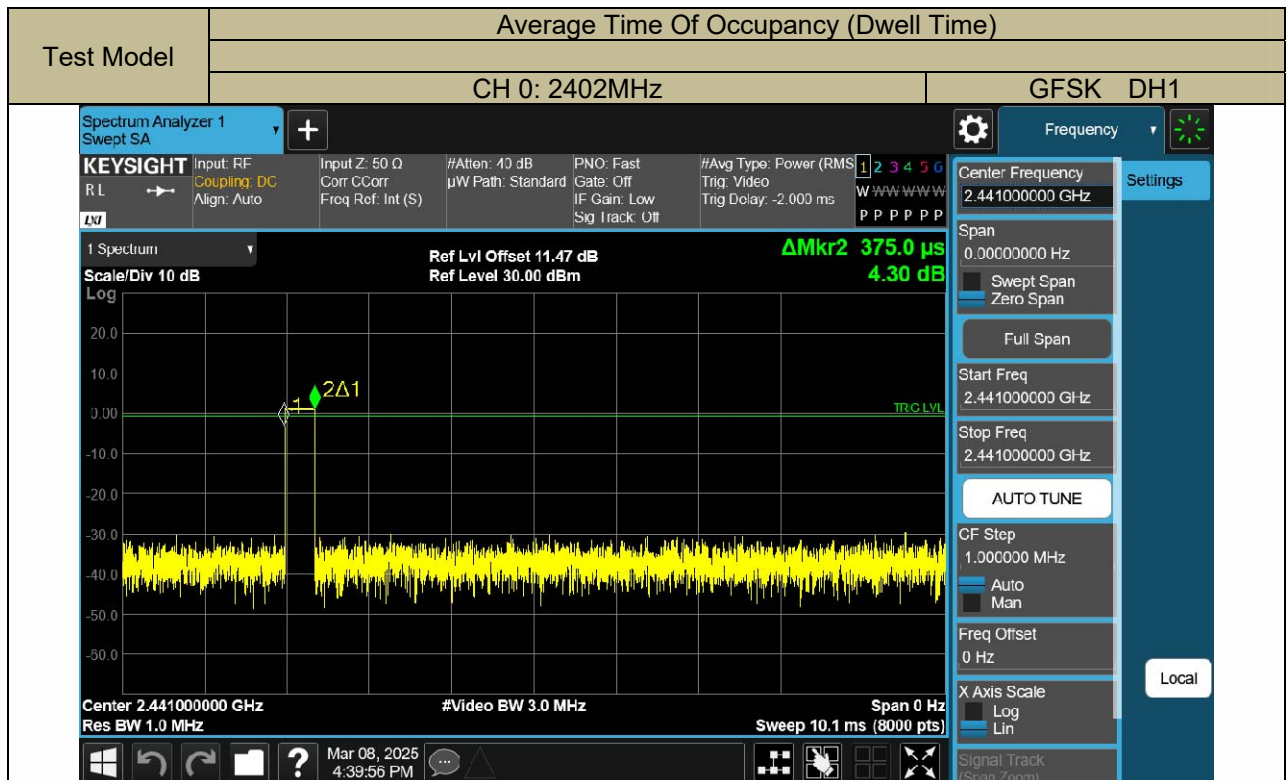 Test Model
Average Time Of Occupancy (Dwell Time)
CH 0: 2402MHz
GFSK DH1
Spectrum Analyzer 1
Swept SA
+
Frequency
KEYSIGHT
RL
LXI
Input: RF
Coupling: DC
Align: Auto
Input Z: 50 Ω
Corr CCorr
Freq Ref: Int (S)
#Atten: 40 dB
µW Path: Standard
PNO: Fast
Gate: Off
IF Gain: Low
Sig Track: Off
#Avg Type: Power (RMS
Trig: Video
Trig Delay: -2.000 ms
1 2 3 4 5 6
W W W W W W
P P P P P P
1 Spectrum
Scale/Div 10 dB
Log
Ref Lvl Offset 11.47 dB
Ref Level 30.00 dBm
ΔMkr2 375.0 µs
4.30 dB
20.0
10.0
0.00
-10.0
-20.0
-30.0
-40.0
-50.0
-60.0
1
2Δ1
TRIG LVL
Center 2.441000000 GHz
Res BW 1.0 MHz
#Video BW 3.0 MHz
Span 0 Hz
Sweep 10.1 ms (8000 pts)
?
Mar 08, 2025
4:39:56 PM
Center Frequency
2.441000000 GHz
Settings
Span
0.00000000 Hz
Swept Span
Zero Span
Full Span
Start Freq
2.441000000 GHz
Stop Freq
2.441000000 GHz
AUTO TUNE
CF Step
1.000000 MHz
Auto
Man
Freq Offset
0 Hz
X Axis Scale
Log
Lin
Local
Signal Track
(Span Zoom)